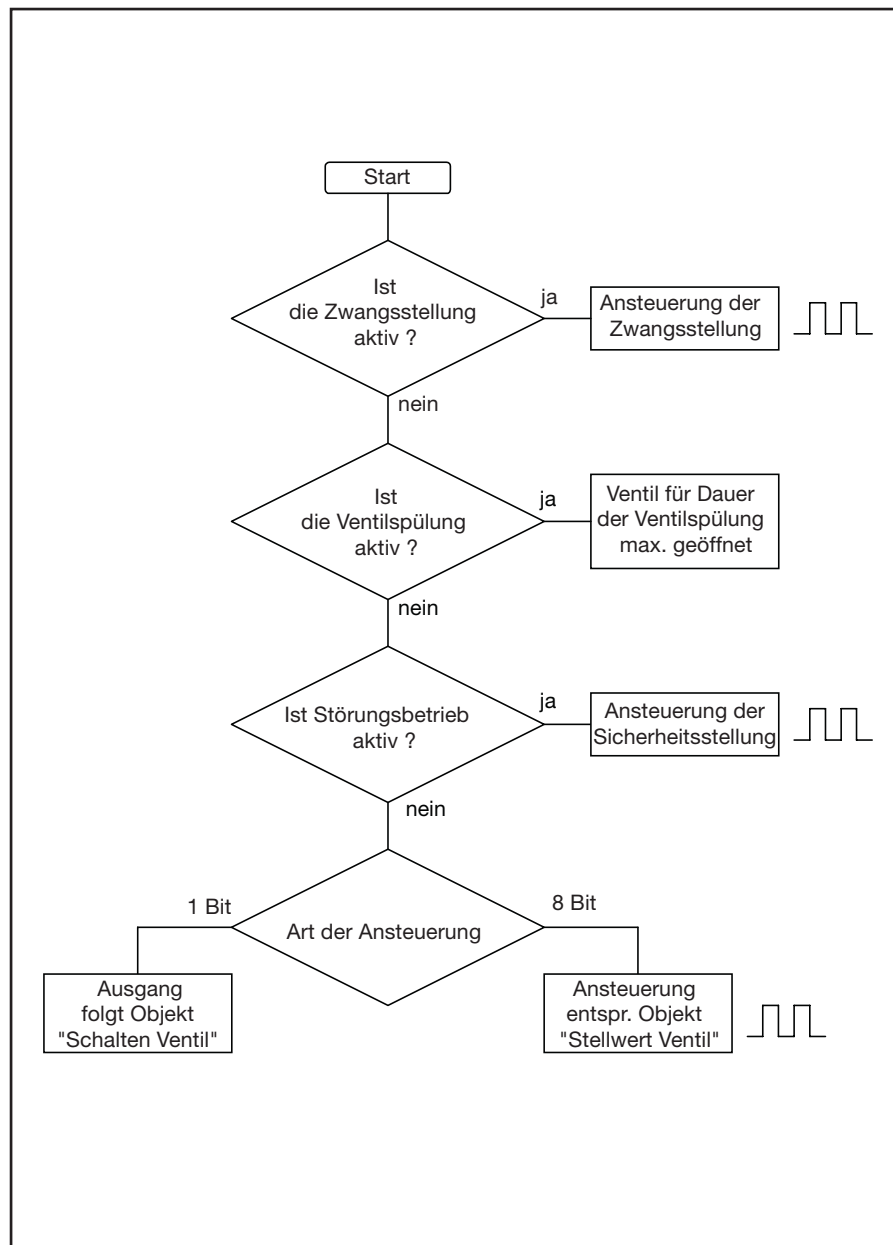 Start
Ist
die Zwangsstellung
aktiv ?
ja
Ansteuerung der
Zwangsstellung
nein
Ist
die Ventilspülung
aktiv ?
ja
Ventil für Dauer
der Ventilspülung
max. geöffnet
nein
Ist Störungsbetrieb
aktiv ?
ja
Ansteuerung der
Sicherheitsstellung
nein
Art der Ansteuerung
1 Bit
8 Bit
Ausgang
folgt Objekt
"Schalten Ventil"
Ansteuerung
entspr. Objekt
"Stellwert Ventil"